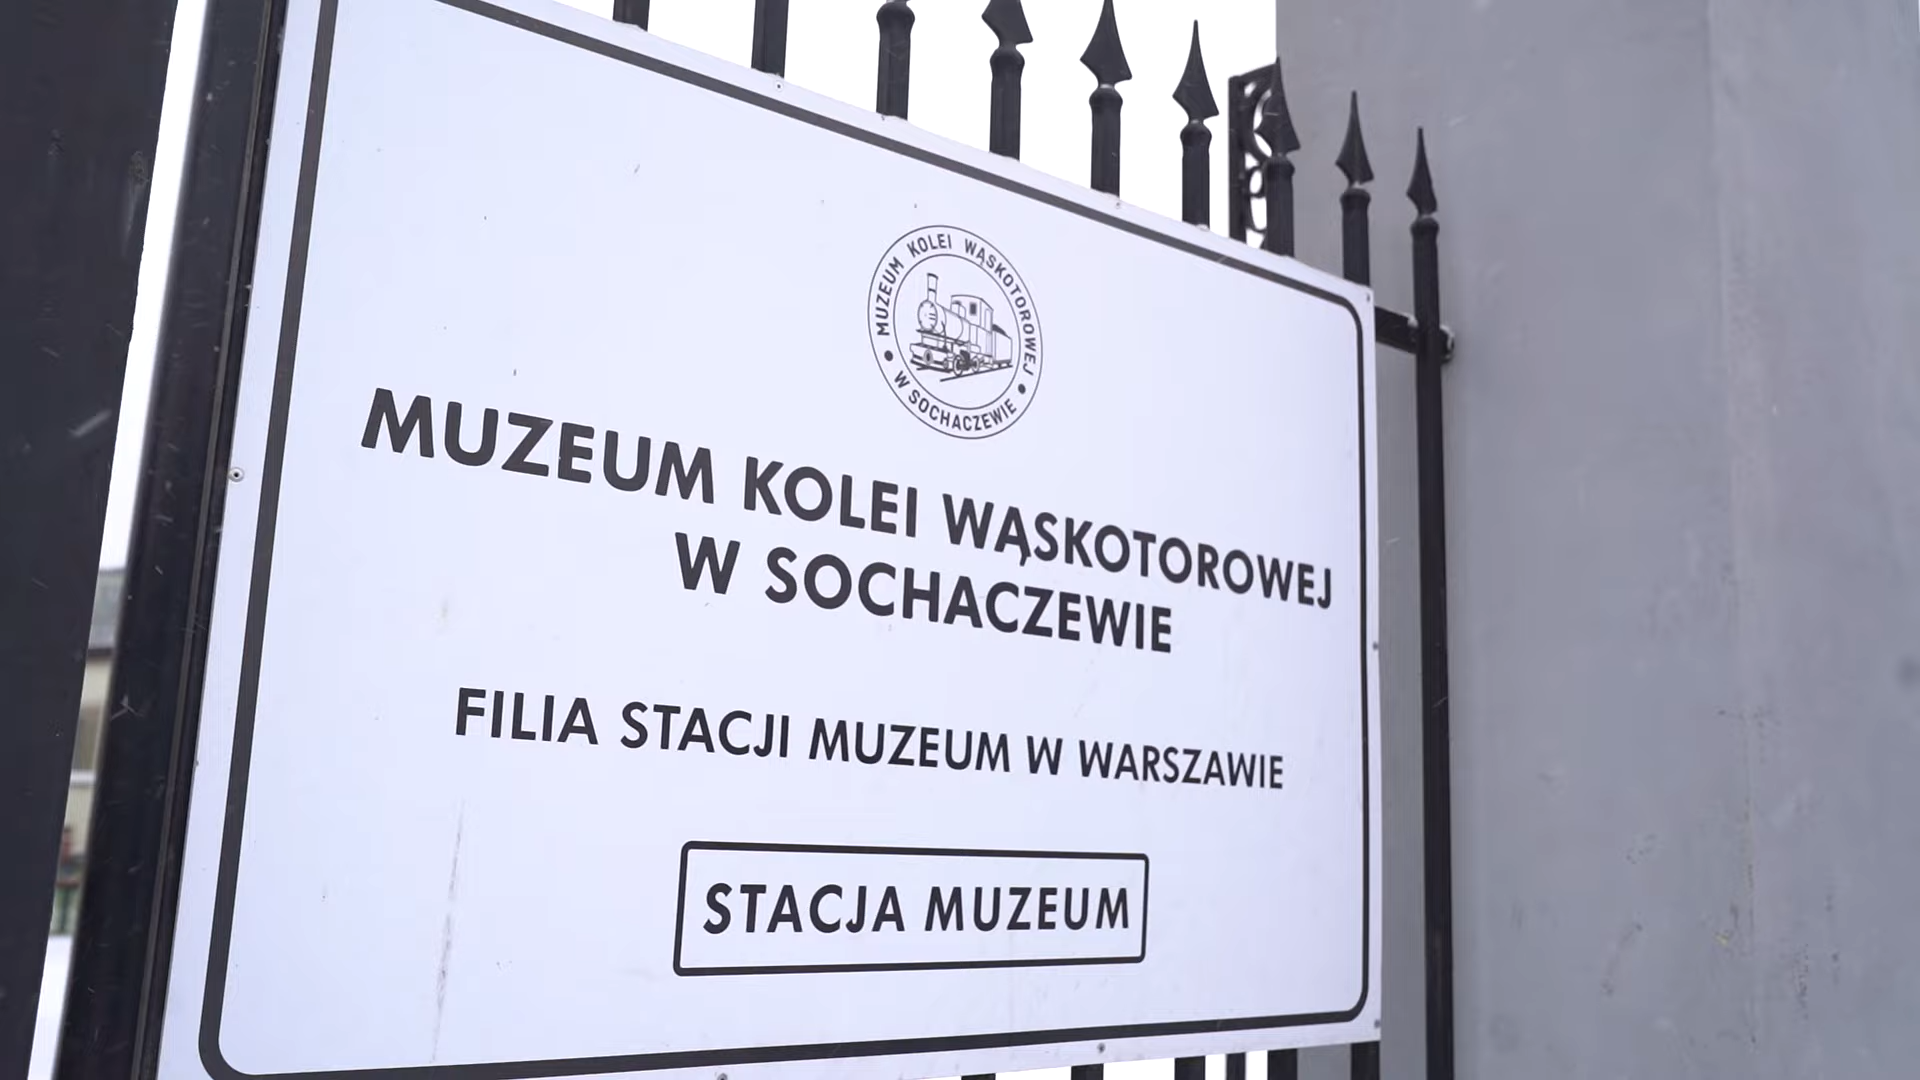 MUZEUM KOLEI WĄSKOTOROWEJ
• W SOCHACZEWIE •
MUZEUM KOLEI WĄSKOTOROWEJ
W SOCHACZEWIE
FILIA STACJI MUZEUM W WARSZAWIE
STACJA MUZEUM